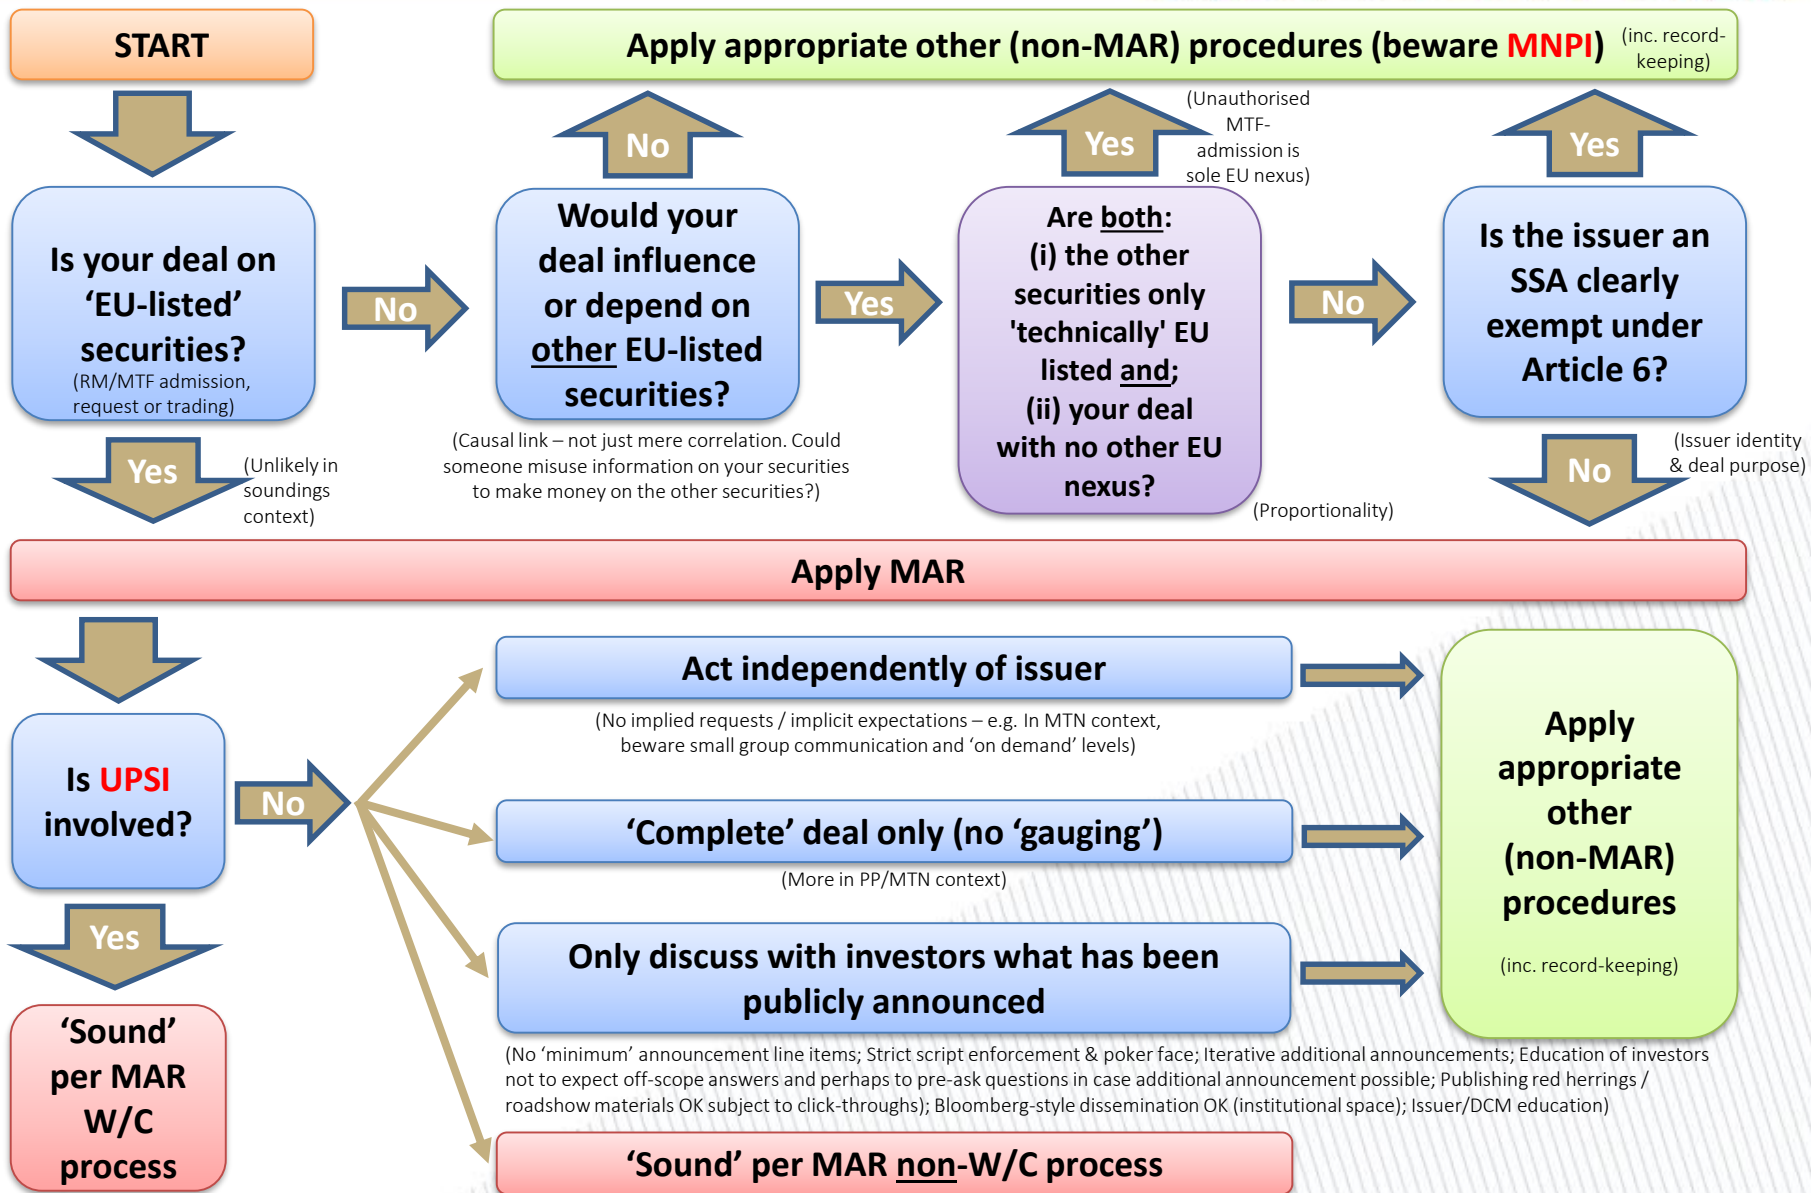 START
Apply appropriate other (non-MAR) procedures (beware MNPI)
(inc. record-
keeping)
No
Yes
(Unauthorised
MTF-
admission is
sole EU nexus)
Yes
Is your deal on
‘EU-listed’
securities?
(RM/MTF admission,
request or trading)
No
Would your
deal influence
or depend on
other EU-listed
securities?
(Causal link – not just mere correlation. Could
someone misuse information on your securities
to make money on the other securities?)
Yes
Are both:
(i) the other
securities only
'technically' EU
listed and;
(ii) your deal
with no other EU
nexus?
(Proportionality)
No
Is the issuer an
SSA clearly
exempt under
Article 6?
Yes
(Unlikely in
soundings
context)
No
(Issuer identity
& deal purpose)
Apply MAR
Is UPSI
involved?
No
Yes
‘Sound’
per MAR
W/C
process
Act independently of issuer
(No implied requests / implicit expectations – e.g. In MTN context,
beware small group communication and ‘on demand’ levels)
‘Complete’ deal only (no ‘gauging’)
(More in PP/MTN context)
Only discuss with investors what has been
publicly announced
(No ‘minimum’ announcement line items; Strict script enforcement & poker face; Iterative additional announcements; Education of investors
not to expect off-scope answers and perhaps to pre-ask questions in case additional announcement possible; Publishing red herrings /
roadshow materials OK subject to click-throughs); Bloomberg-style dissemination OK (institutional space); Issuer/DCM education)
‘Sound’ per MAR non-W/C process
Apply
appropriate
other
(non-MAR)
procedures
(inc. record-keeping)